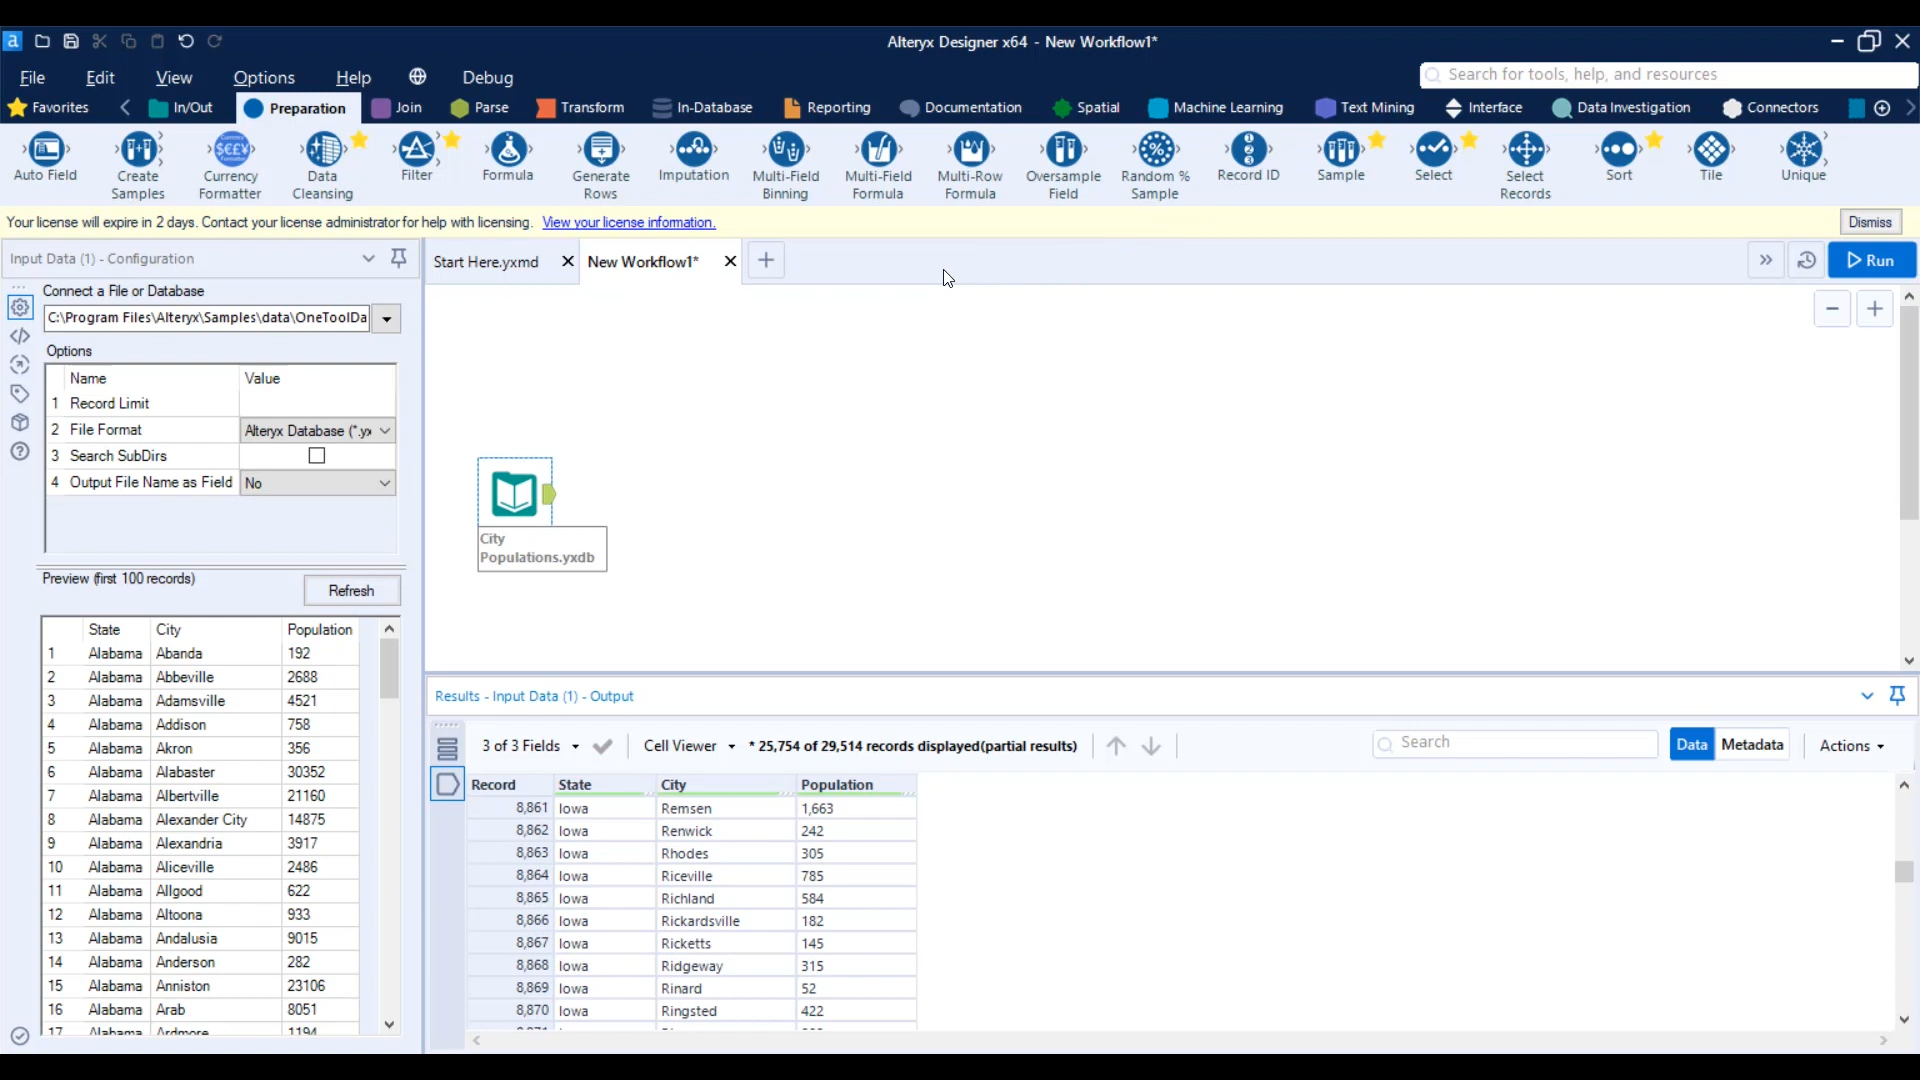 a
Alteryx Designer x64 - New Workflow1*
File Edit View Options Help Debug
Search for tools, help, and resources
Favorites In/Out Preparation Join Parse Transform In-Database Reporting Documentation Spatial Machine Learning Text Mining Interface Data Investigation Connectors
Auto Field
Create Samples
Currency Formatter
Data Cleansing
Filter
Formula
Generate Rows
Imputation
Multi-Field Binning
Multi-Field Formula
Multi-Row Formula
Oversample Field
Random % Sample
Record ID
Sample
Select
Select Records
Sort
Tile
Unique
Your license will expire in 2 days. Contact your license administrator for help with licensing. View your license information. Dismiss
Input Data (1) - Configuration
Start Here.yxmd New Workflow1* Run
Connect a File or Database
C:\Program Files\Alteryx\Samples\data\OneToolDa
Options
Name Value
1 Record Limit
2 File Format Alteryx Database (*.yx
3 Search SubDirs
4 Output File Name as Field No
City
Populations.yxdb
Preview (first 100 records) Refresh
State City Population
1 Alabama Abanda 192
2 Alabama Abbeville 2688
3 Alabama Adamsville 4521
4 Alabama Addison 758
5 Alabama Akron 356
6 Alabama Alabaster 30352
7 Alabama Albertville 21160
8 Alabama Alexander City 14875
9 Alabama Alexandria 3917
10 Alabama Aliceville 2486
11 Alabama Allgood 622
12 Alabama Altoona 933
13 Alabama Andalusia 9015
14 Alabama Anderson 282
15 Alabama Anniston 23106
16 Alabama Arab 8051
17 Alabama Ardmore 1194
Results - Input Data (1) - Output
3 of 3 Fields Cell Viewer * 25,754 of 29,514 records displayed(partial results) Search Data Metadata Actions
Record State City Population
8,861 Iowa Remsen 1,663
8,862 Iowa Renwick 242
8,863 Iowa Rhodes 305
8,864 Iowa Riceville 785
8,865 Iowa Richland 584
8,866 Iowa Rickardsville 182
8,867 Iowa Ricketts 145
8,868 Iowa Ridgeway 315
8,869 Iowa Rinard 52
8,870 Iowa Ringsted 422